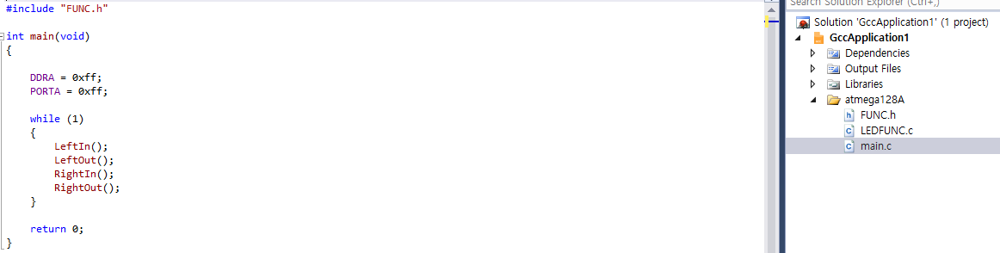 #include "FUNC.h"
int main(void)
{
DDRA = 0xff;
PORTA = 0xff;
while (1)
{
LeftIn();
LeftOut();
RightIn();
RightOut();
}
return 0;
}
Search Solution Explorer (Ctrl+,)
Solution 'GccApplication1' (1 project)
GccApplication1
Dependencies
Output Files
Libraries
atmega128A
FUNC.h
LEDFUNC.c
main.c